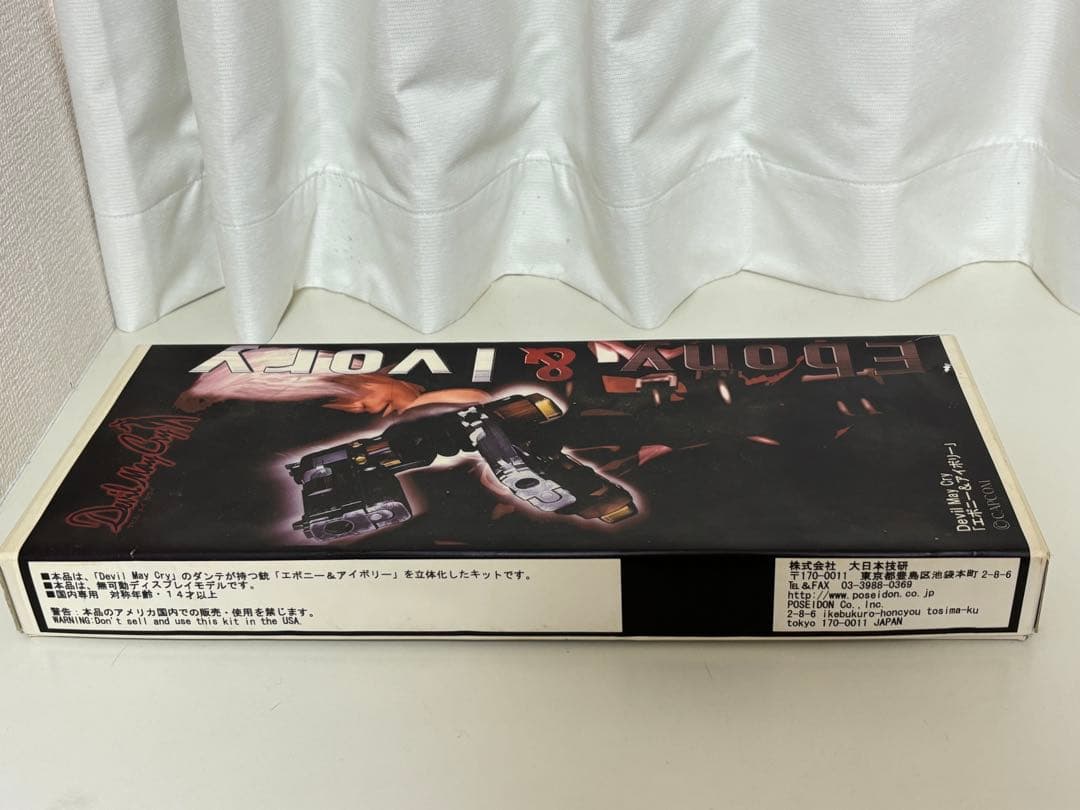 Ebony & Ivory
Devil May Cry
Devil May Cry
「エボニー&アイボリー」
©CAPCOM
■本品は、「Devil May Cry」のダンテが持つ銃「エボニー&アイボリー」を立体化したキットです。
■本品は、無可動ディスプレイモデルです。
■国内専用 対称年齢・14才以上
警告:本品のアメリカ国内での販売・使用を禁じます。
WARNING:Don't sell and use this kit in the USA.
株式会社 大日本技研
〒170-0011 東京都豊島区池袋本町2-8-6
TEL&FAX 03-3988-0369
http://www.poseidon.co.jp
POSEIDON Co., Inc.
2-8-6 ikebukuro-honcyou tosima-ku
tokyo 170-0011 JAPAN